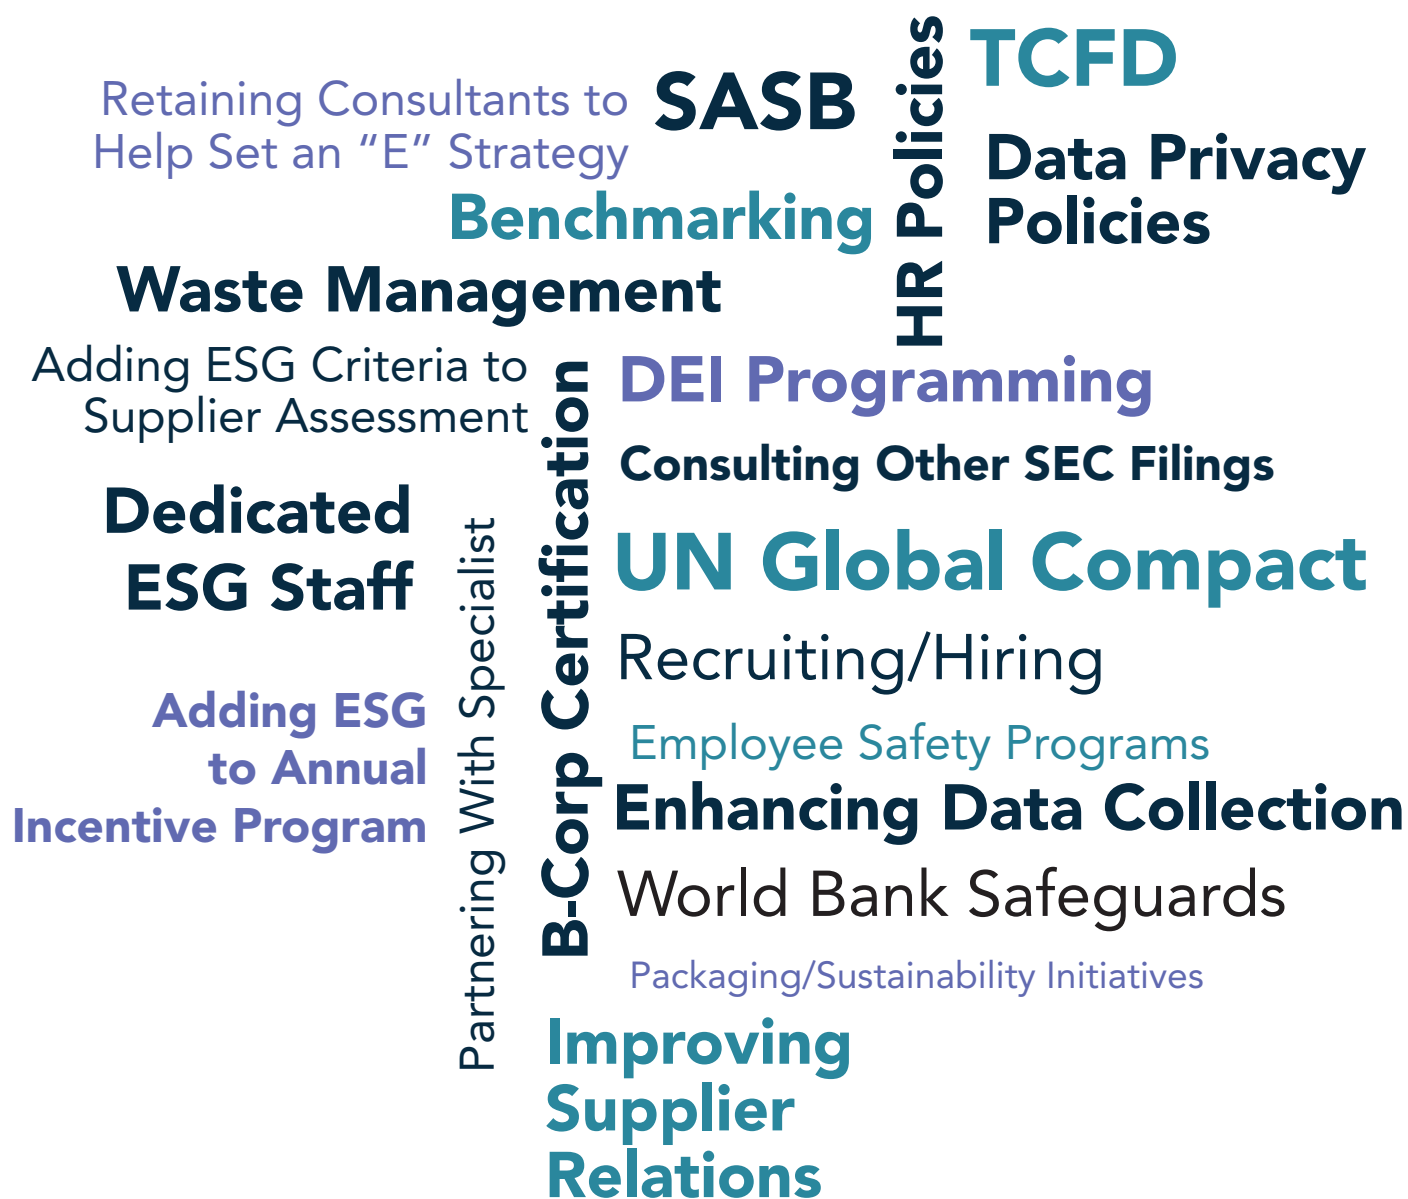 TCFD
Retaining Consultants to
Help Set an “E” Strategy
SASB
HR Policies
Data Privacy
Policies
Benchmarking
Waste Management
Adding ESG Criteria to
Supplier Assessment
DEI Programming
Consulting Other SEC Filings
Dedicated
ESG Staff
Partnering With Specialist
B-Corp Certification
UN Global Compact
Recruiting/Hiring
Adding ESG
to Annual
Incentive Program
Employee Safety Programs
Enhancing Data Collection
World Bank Safeguards
Packaging/Sustainability Initiatives
Improving
Supplier
Relations